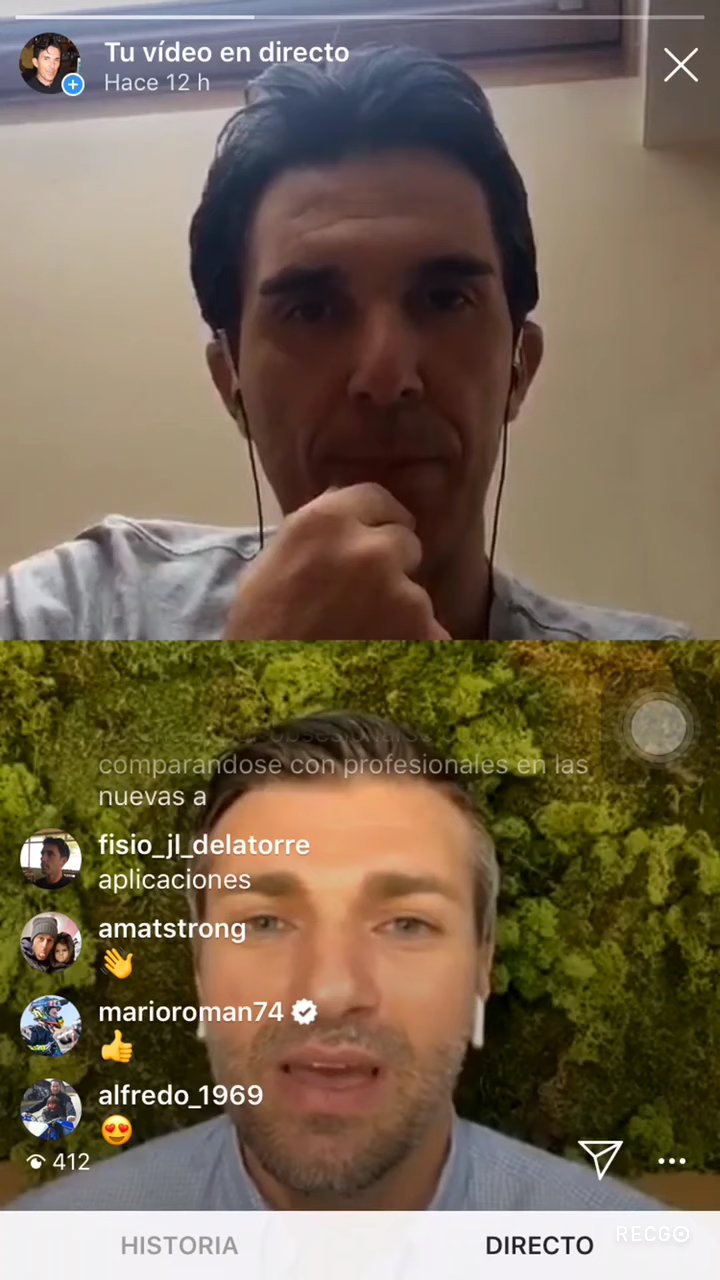 Tu vídeo en directo
Hace 12 h
comparandose con profesionales en las
nuevas a
fisio_jl_delatorre
aplicaciones
amatstrong
👋
marioroman74
👍
alfredo_1969
😍
412
HISTORIA
DIRECTO
RECGO